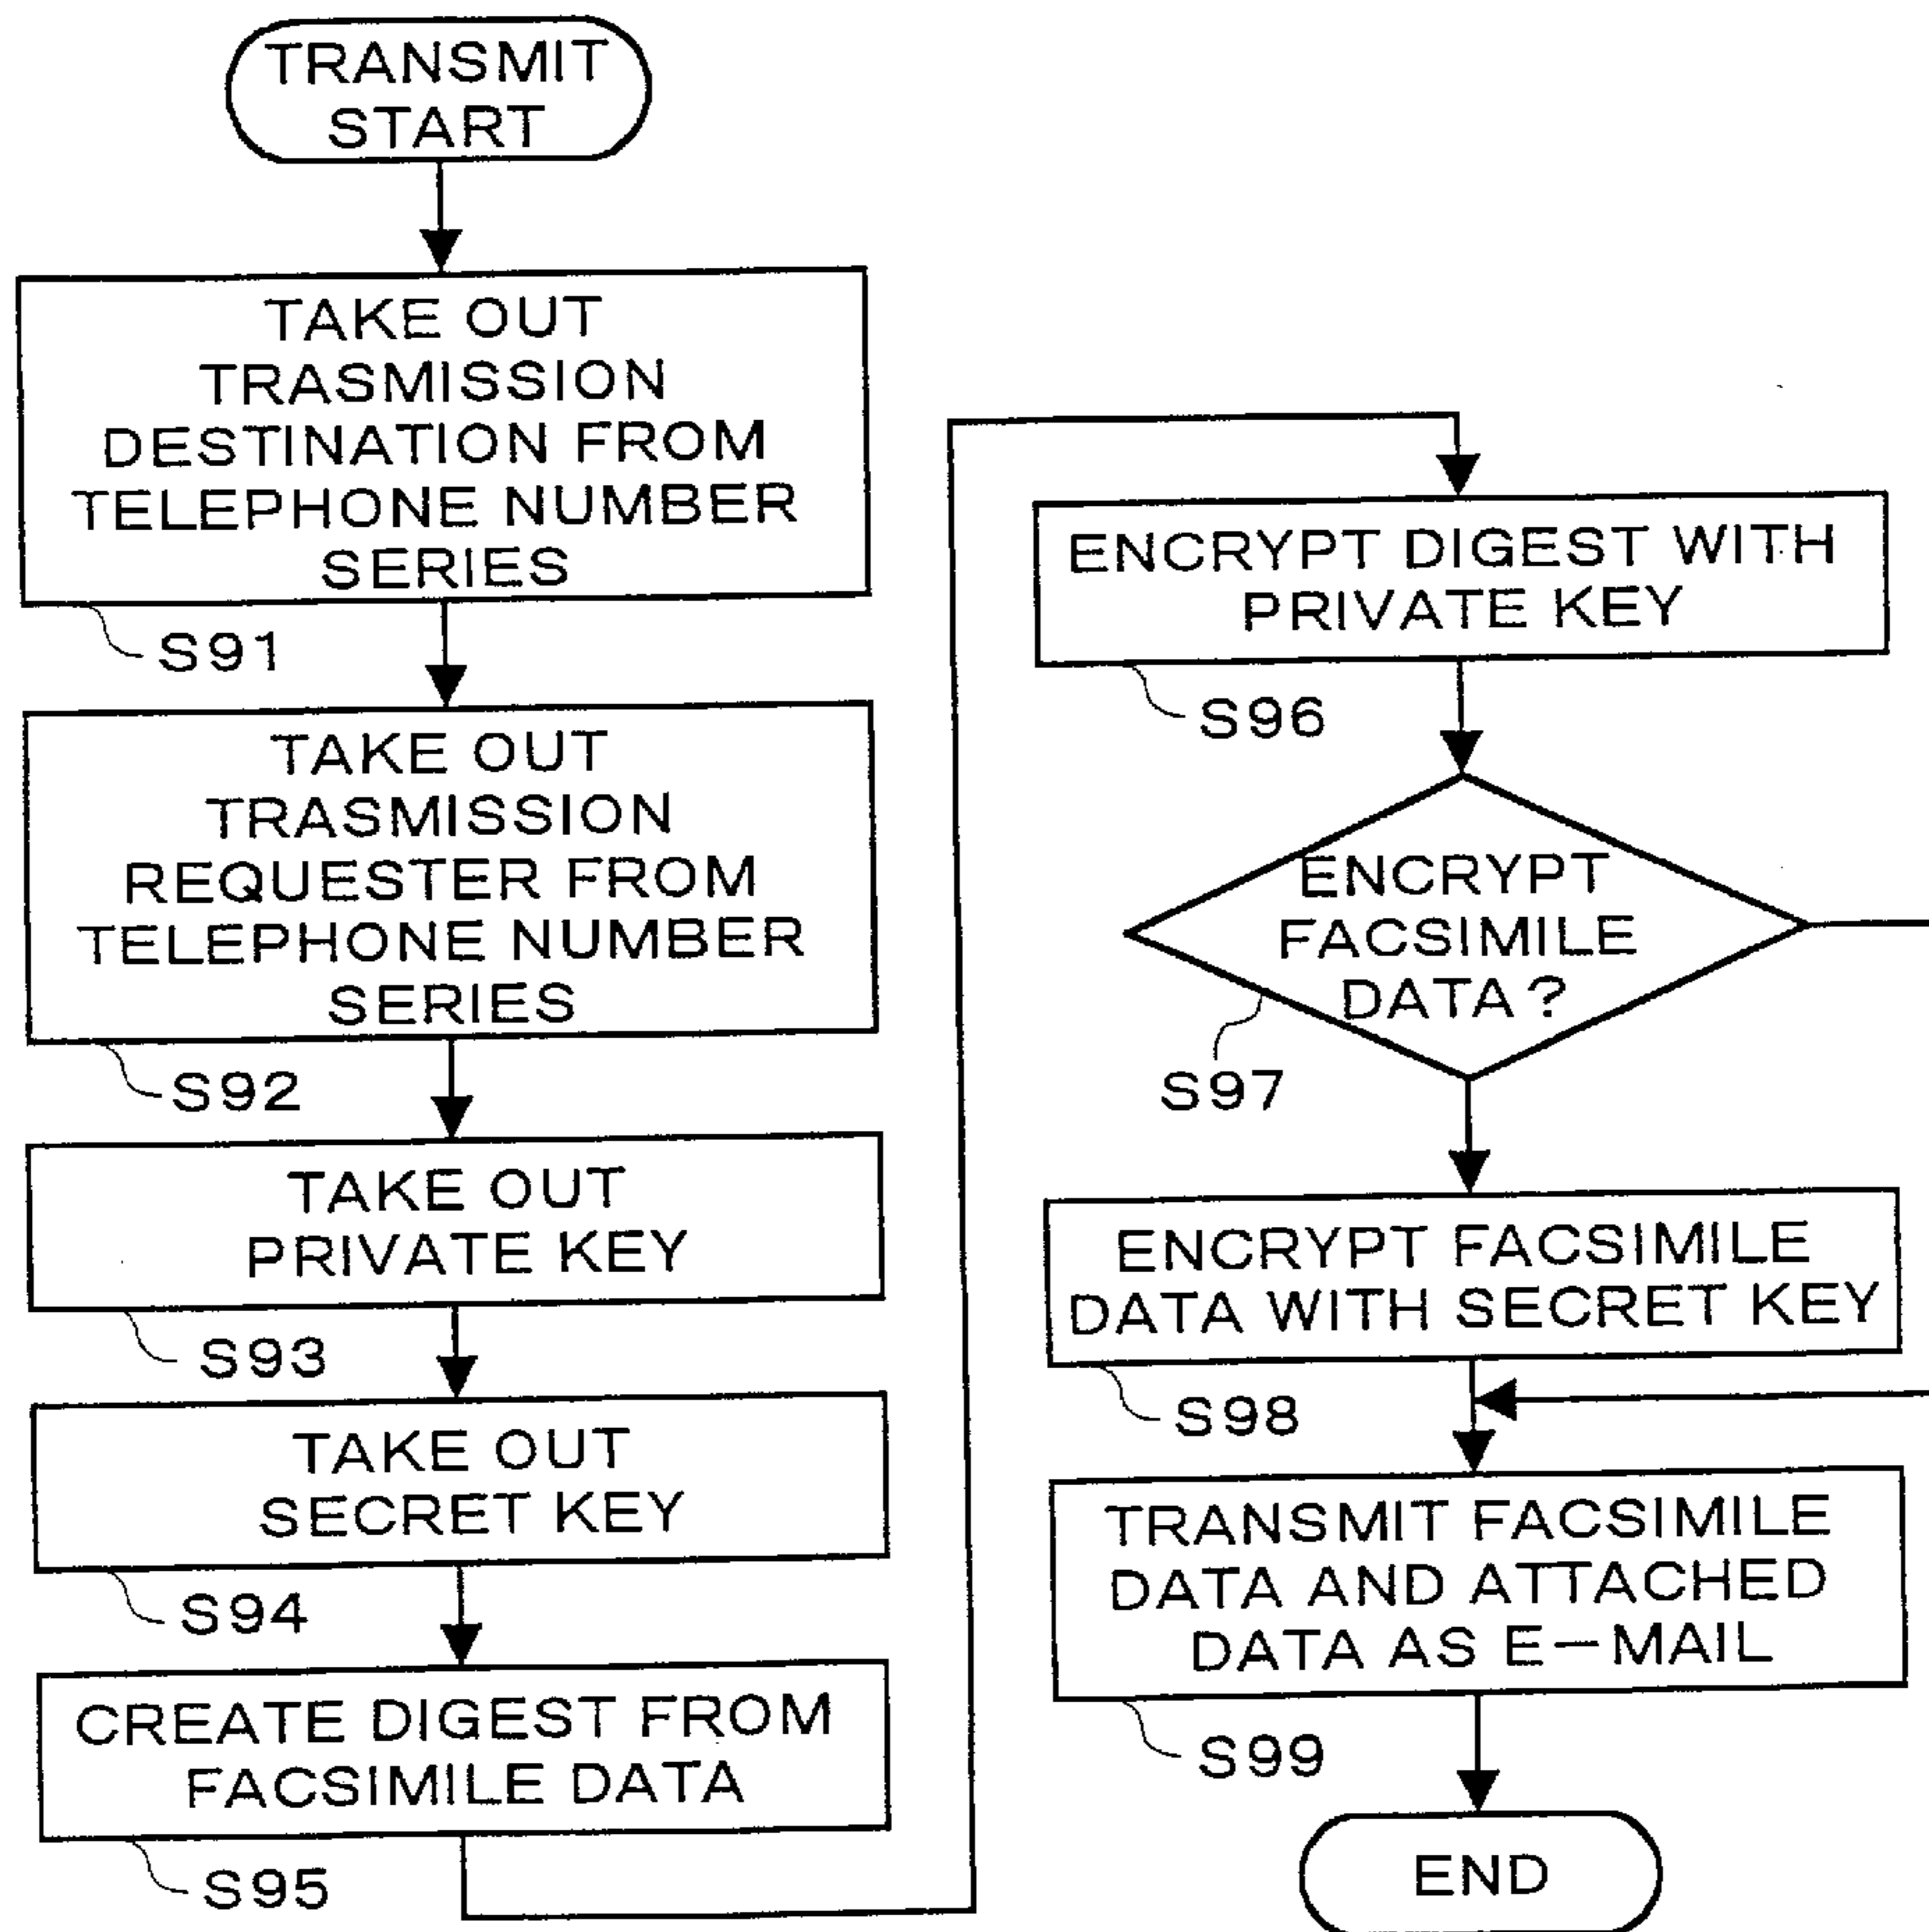 TRANSMIT
START
TAKE OUT
TRASMISSION
DESTINATION FROM
TELEPHONE NUMBER
SERIES
S91
TAKE OUT
TRASMISSION
REQUESTER FROM
TELEPHONE NUMBER
SERIES
S92
TAKE OUT
PRIVATE KEY
S93
TAKE OUT
SECRET KEY
S94
CREATE DIGEST FROM
FACSIMILE DATA
S95
ENCRYPT DIGEST WITH
PRIVATE KEY
S96
ENCRYPT
FACSIMILE
DATA?
S97
ENCRYPT FACSIMILE
DATA WITH SECRET KEY
S98
TRANSMIT FACSIMILE
DATA AND ATTACHED
DATA AS E-MAIL
S99
END